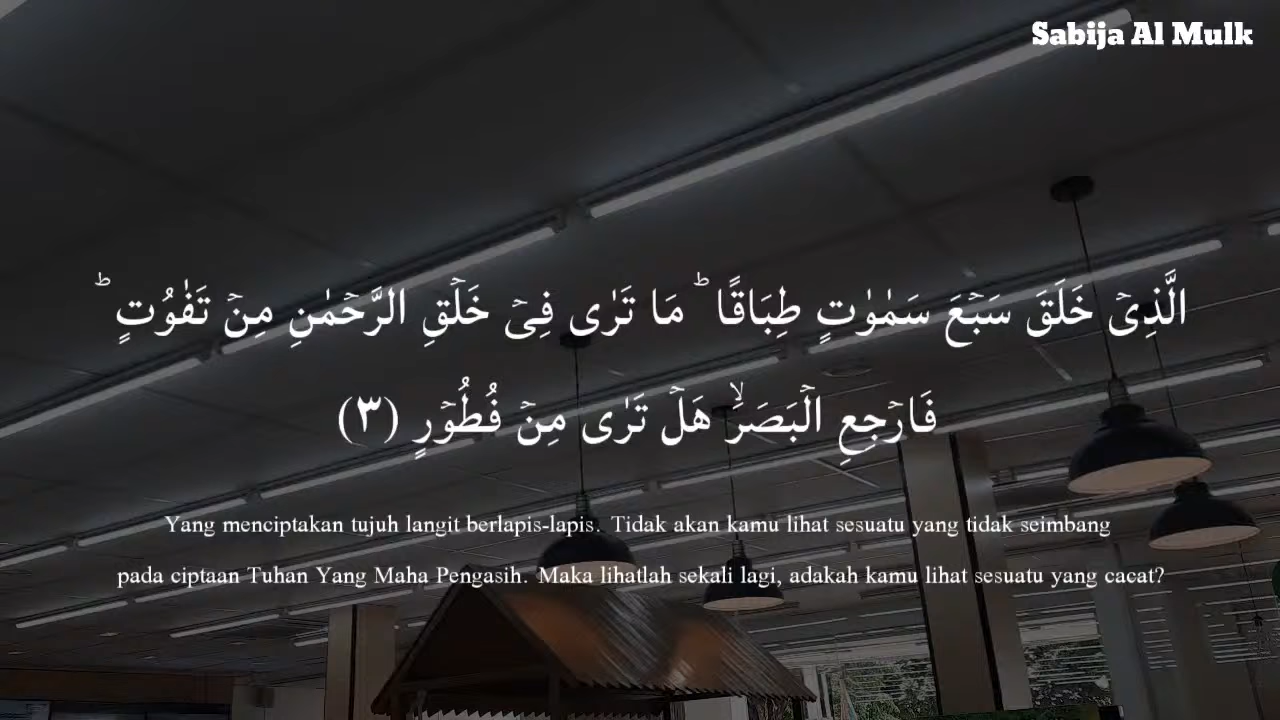 Sabija Al Mulk
الَّذِيۡ خَلَقَ سَبۡعَ سَمٰوٰتٍ طِبَاقًا ؕ مَا تَرٰى فِىۡ خَلۡقِ الرَّحۡمٰنِ مِنۡ تَفٰوُتٍ ؕ
فَارۡجِعِ الۡبَصَرَۙ هَلۡ تَرٰى مِنۡ فُطُوۡرٍ (٣)
Yang menciptakan tujuh langit berlapis-lapis. Tidak akan kamu lihat sesuatu yang tidak seimbang
pada ciptaan Tuhan Yang Maha Pengasih. Maka lihatlah sekali lagi, adakah kamu lihat sesuatu yang cacat?